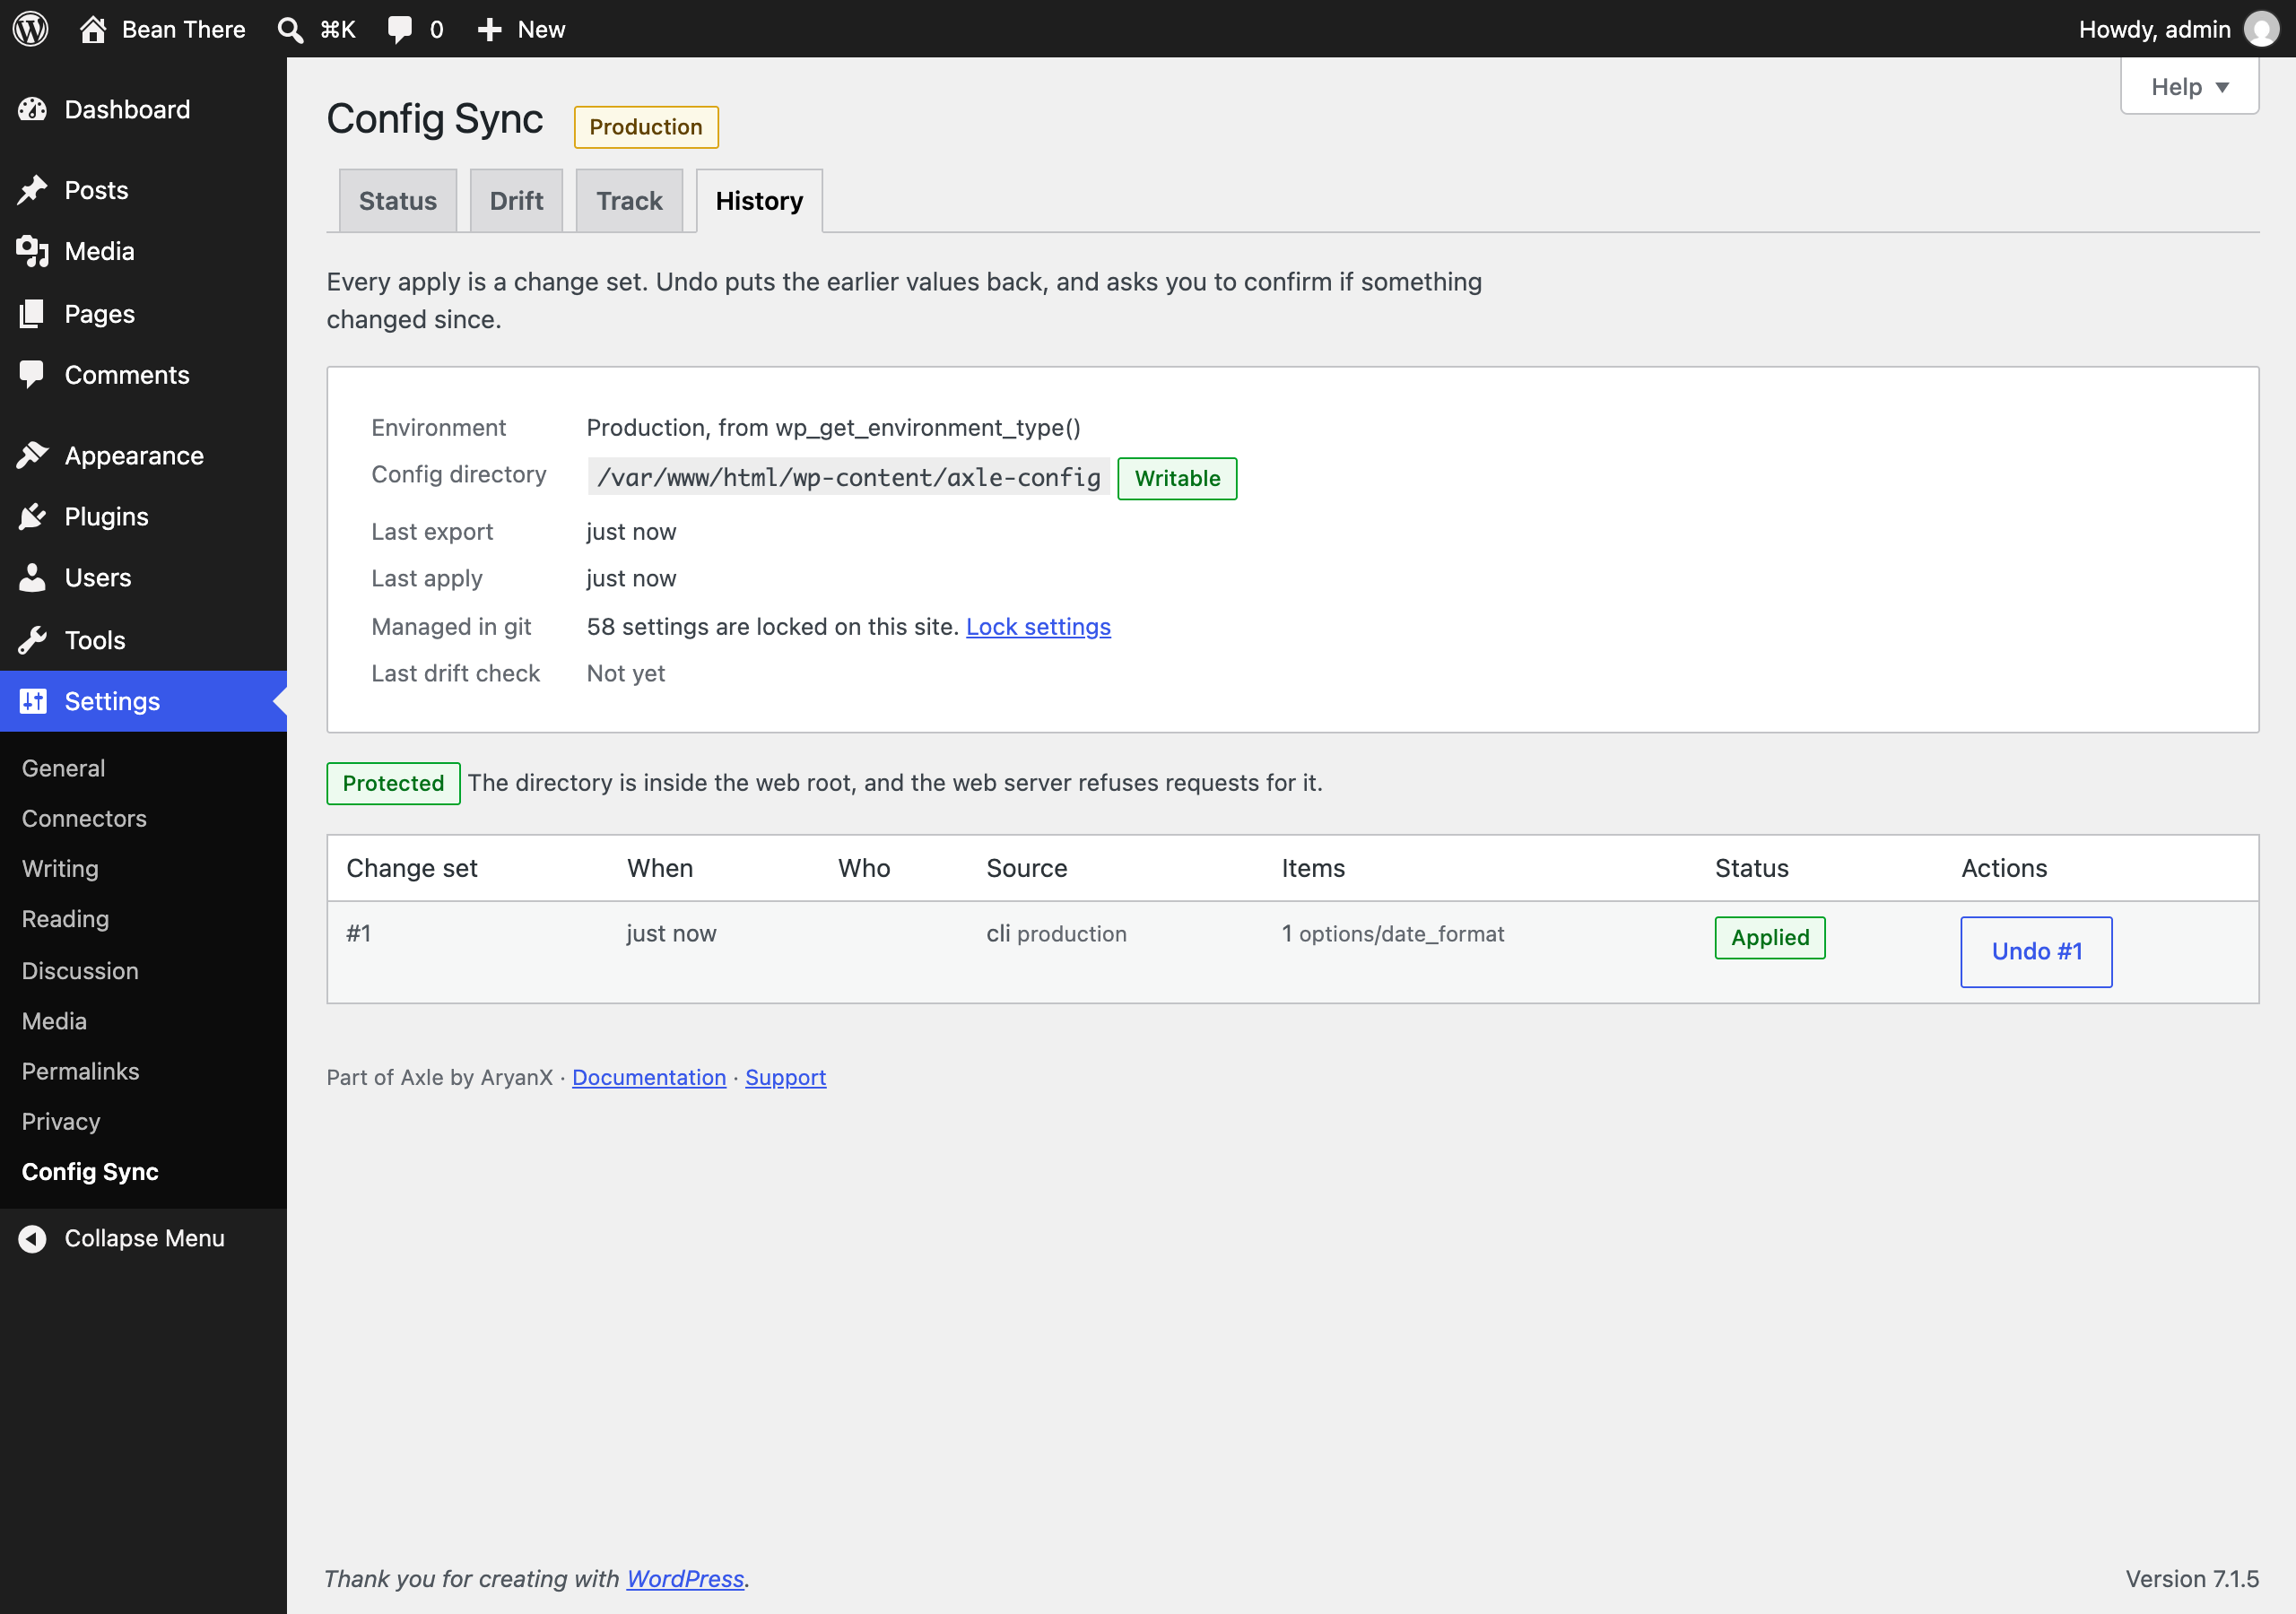 Bean There ⌘K 0 New Howdy, admin
Help ▼
Dashboard
Posts
Media
Pages
Comments
Appearance
Plugins
Users
Tools
Settings
General
Connectors
Writing
Reading
Discussion
Media
Permalinks
Privacy
Config Sync
Collapse Menu
Config Sync Production
Status Drift Track History
Every apply is a change set. Undo puts the earlier values back, and asks you to confirm if something
changed since.
Environment Production, from wp_get_environment_type()
Config directory /var/www/html/wp-content/axle-config Writable
Last export just now
Last apply just now
Managed in git 58 settings are locked on this site. Lock settings
Last drift check Not yet
Protected The directory is inside the web root, and the web server refuses requests for it.
Change set When Who Source Items Status Actions
#1 just now cli production 1 options/date_format Applied Undo #1
Part of Axle by AryanX · Documentation · Support
Thank you for creating with WordPress. Version 7.1.5